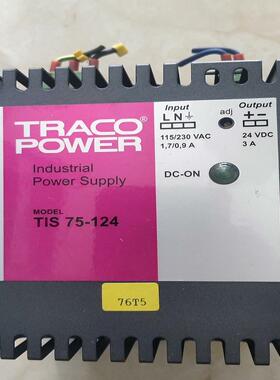 TRACO®
POWER
Industrial
Power Supply
MODEL
TIS 75-124
Input
L N
115/230 VAC
1,7/0,9 A
adj
Output
+ -
24 VDC
3 A
DC-ON
76T5